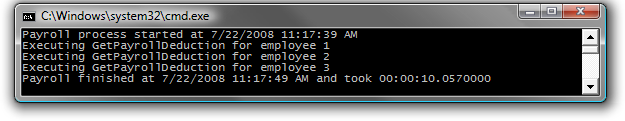 C:\Windows\system32\cmd.exe
Payroll process started at 7/22/2008 11:17:39 AM
Executing GetPayrollDeduction for employee 1
Executing GetPayrollDeduction for employee 2
Executing GetPayrollDeduction for employee 3
Payroll finished at 7/22/2008 11:17:49 AM and took 00:00:10.0570000